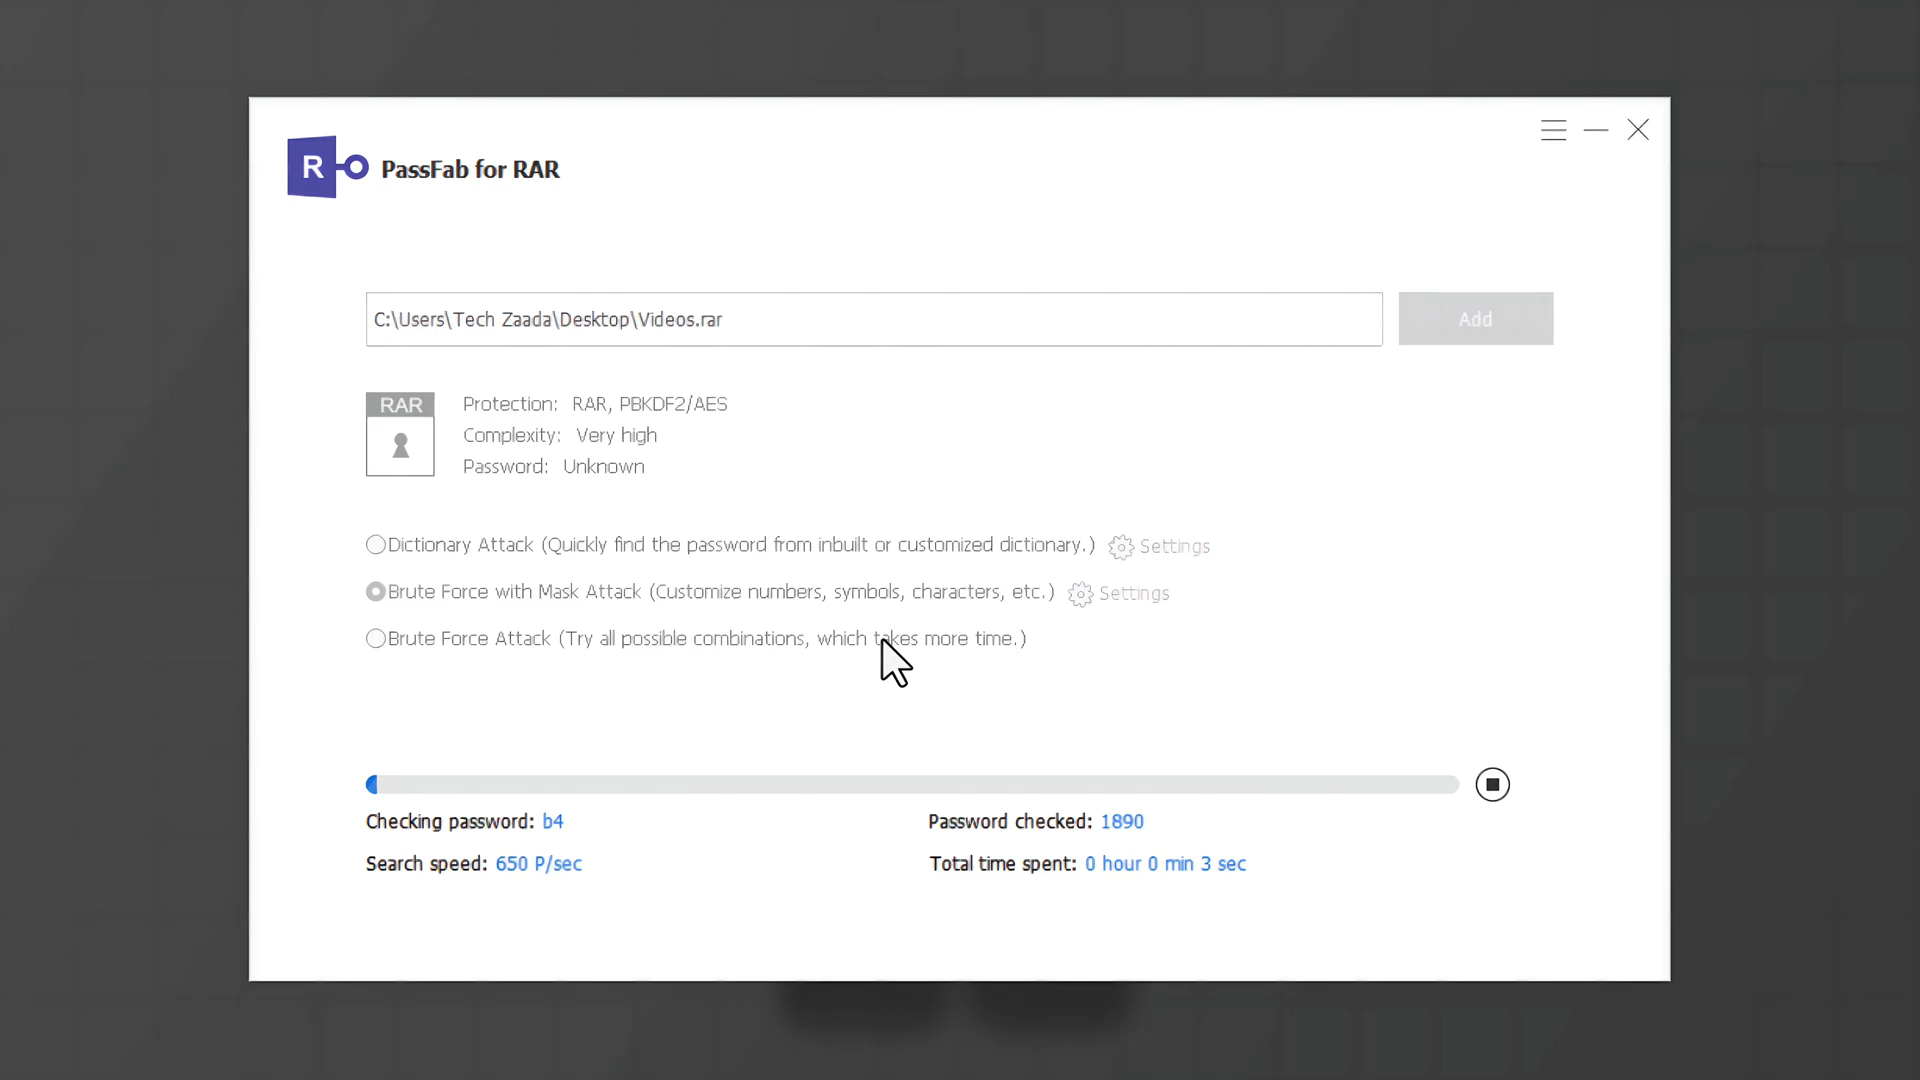 R
PassFab for RAR
C:\Users\Tech Zaada\Desktop\Videos.rar
Add
RAR
Protection: RAR, PBKDF2/AES
Complexity: Very high
Password: Unknown
Dictionary Attack (Quickly find the password from inbuilt or customized dictionary.) Settings
Brute Force with Mask Attack (Customize numbers, symbols, characters, etc.) Settings
Brute Force Attack (Try all possible combinations, which takes more time.)
Checking password: b4
Password checked: 1890
Search speed: 650 P/sec
Total time spent: 0 hour 0 min 3 sec